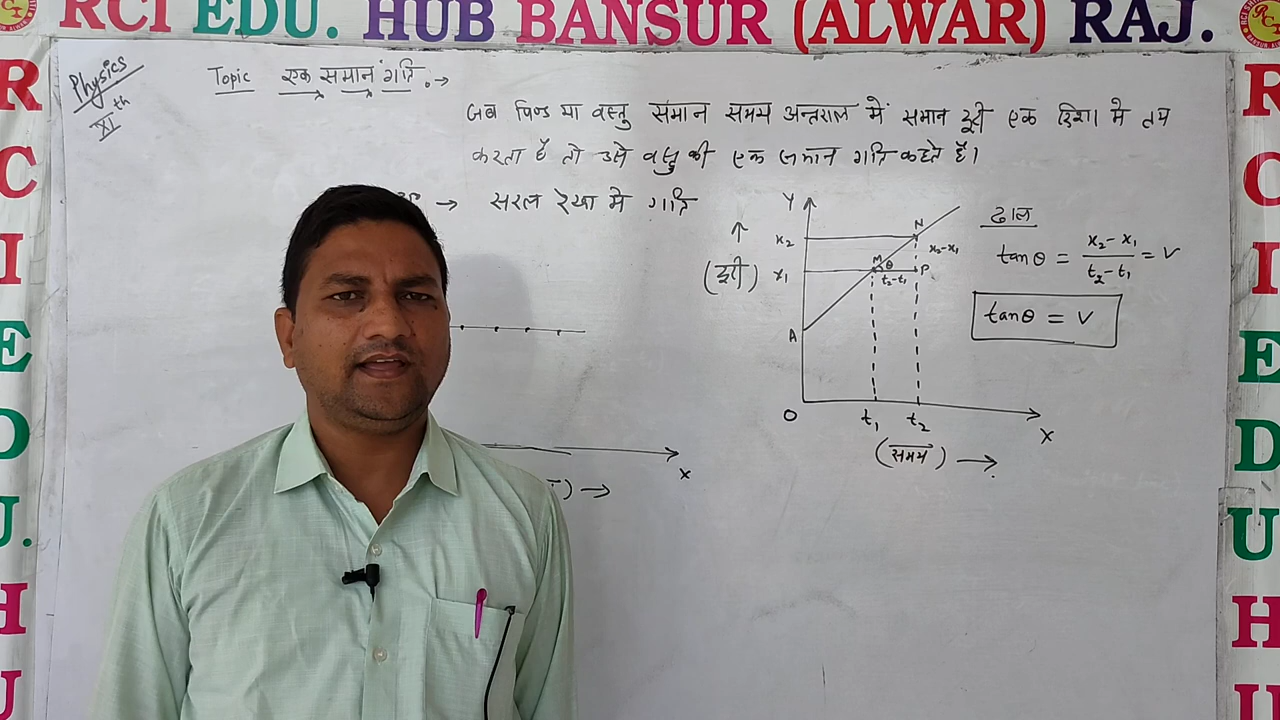 RCI EDU. HUB BANSUR (ALWAR) RAJ.
R
C
I
E
D
U.
H
U
Physics
XIth
Topic एक समान गति.→
जब पिण्ड या वस्तु समान समय अन्तराल में समान दूरी एक दिशा मे तय
करता है तो उसे वस्तु की एक समान गति कहते है।
→ सरल रेखा मे गति
X
→
Y
↑
(दूरी)
x2
x1
A
O
N
M θ
P
x2-x1
t2-t1
t1 t2
X
(समय) →
ढाल
tanθ = x2-x1 / t2-t1 = v
tanθ = v
R
C
I
E
D
U
H
U